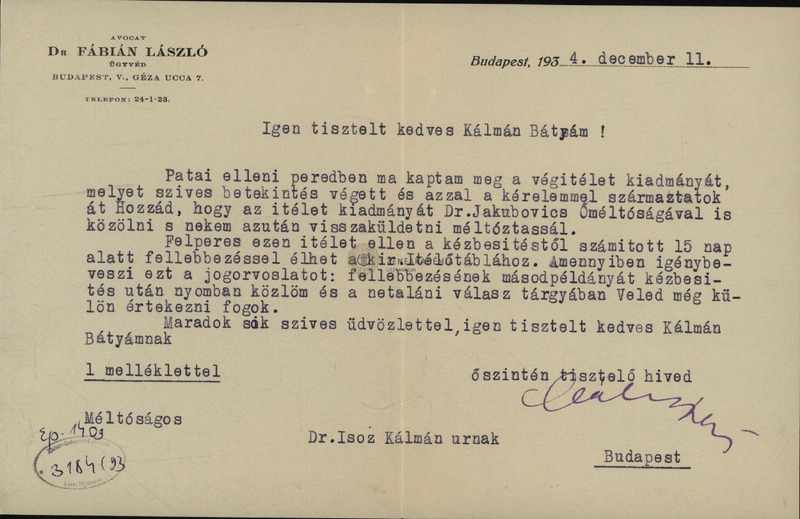 AVOCAT
DR. FÁBIÁN LÁSZLÓ
ÜGYVÉD
BUDAPEST, V., GÉZA UCCA 7.
TELEFON: 24-1-23.
Budapest, 1934. december 11.
Igen tisztelt kedves Kálmán Bátyám !
Patai elleni peredben ma kaptam meg a végitélet kiadmányát,
melyet szives betekintés végett és azzal a kérelemmel származtatok
át Hozzád, hogy az itélet kiadmányát Dr.Jakubovics Őméltóságával is
közölni s nekem azután visszaküldetni méltóztassál.
Felperes ezen itélet ellen a kézbesitéstől számitott 15 nap
alatt fellebbezéssel élhet a kir.Itélőtáblához. Amennyiben igénybe-
veszi ezt a jogorvoslatot: fellebbezésének másodpéldányát kézbesi-
tés után nyomban közlöm és a netaláni válasz tárgyában Veled még kü-
lön értekezni fogok.
Maradok sok szives üdvözlettel,igen tisztelt kedves Kálmán
Bátyámnak
1 melléklettel
őszintén tisztelő hived
Méltóságos
Ep. 1403
3184/93
Dr.Isoz Kálmán urnak
Budapest